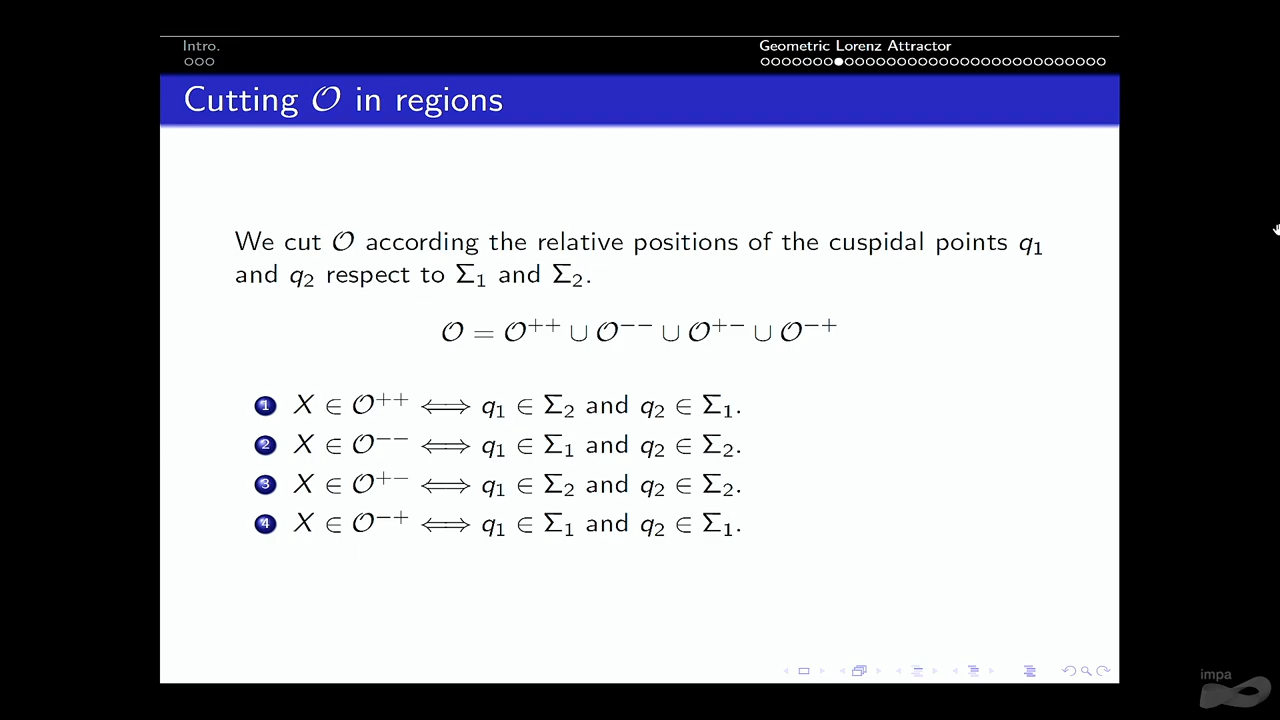 Intro.
Geometric Lorenz Attractor
Cutting 𝒪 in regions
We cut 𝒪 according the relative positions of the cuspidal points q₁
and q₂ respect to Σ₁ and Σ₂.
𝒪 = 𝒪⁺⁺ ∪ 𝒪⁻⁻ ∪ 𝒪⁺⁻ ∪ 𝒪⁻⁺
1 X ∈ 𝒪⁺⁺ ⟺ q₁ ∈ Σ₂ and q₂ ∈ Σ₁.
2 X ∈ 𝒪⁻⁻ ⟺ q₁ ∈ Σ₁ and q₂ ∈ Σ₂.
3 X ∈ 𝒪⁺⁻ ⟺ q₁ ∈ Σ₂ and q₂ ∈ Σ₂.
4 X ∈ 𝒪⁻⁺ ⟺ q₁ ∈ Σ₁ and q₂ ∈ Σ₁.
impa